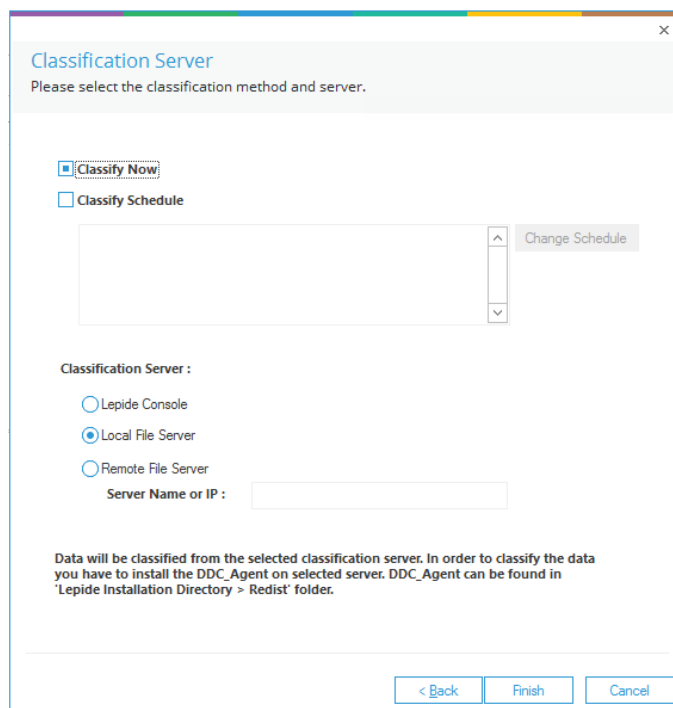 ×
Classification Server
Please select the classification method and server.
Classify Now
Classify Schedule
Change Schedule
Classification Server :
Lepide Console
Local File Server
Remote File Server
Server Name or IP :
Data will be classified from the selected classification server. In order to classify the data
you have to install the DDC_Agent on selected server. DDC_Agent can be found in
'Lepide Installation Directory > Redist' folder.
< Back
Finish
Cancel